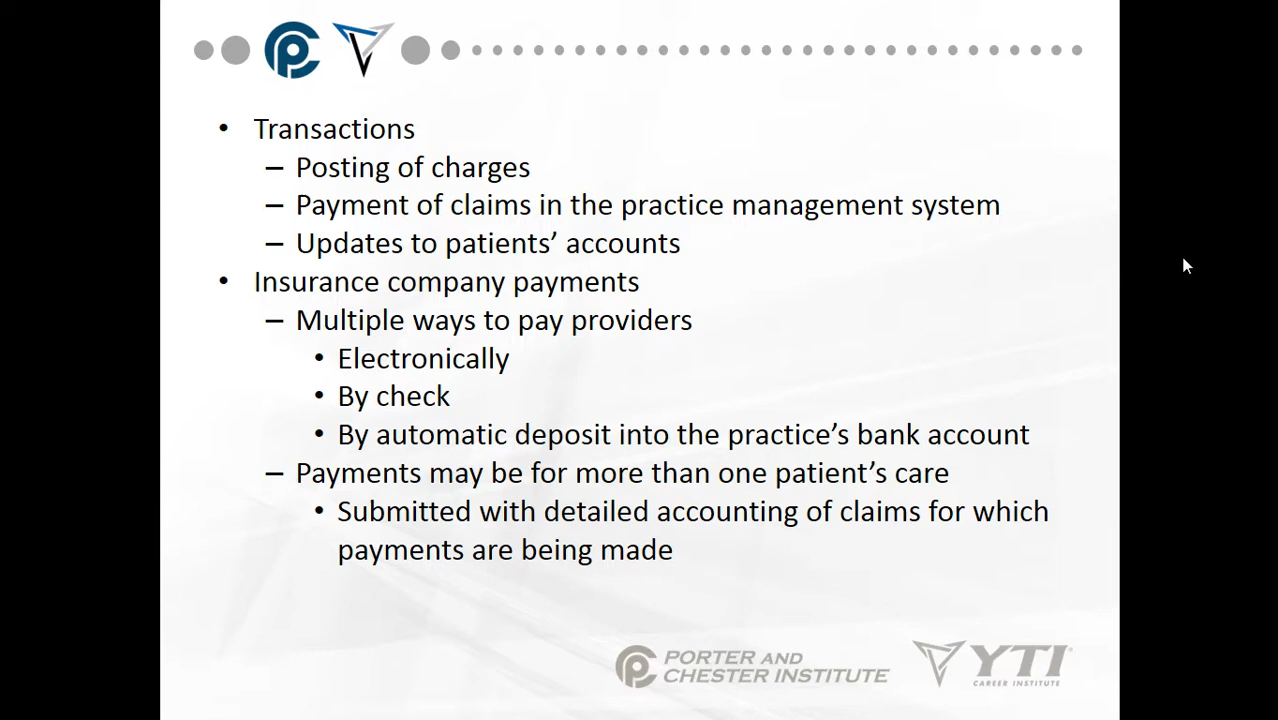 • Transactions
– Posting of charges
– Payment of claims in the practice management system
– Updates to patients’ accounts
• Insurance company payments
– Multiple ways to pay providers
• Electronically
• By check
• By automatic deposit into the practice’s bank account
– Payments may be for more than one patient’s care
• Submitted with detailed accounting of claims for which
payments are being made
PORTER AND
CHESTER INSTITUTE
YTI®
CAREER INSTITUTE